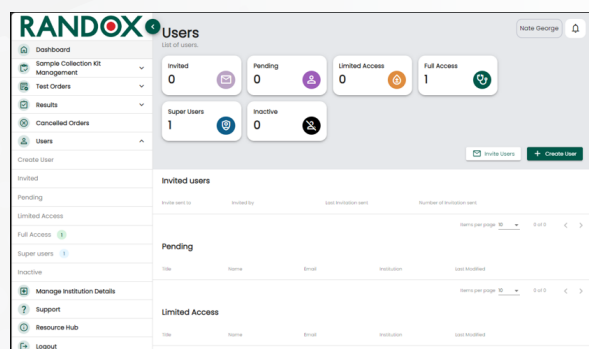 RANDOX
Dashboard
Sample Collection Kit
Management
Test Orders
Results
Cancelled Orders
Users
Create User
Invited
Pending
Limited Access
Full Access 1
Super users 1
Inactive
Manage Institution Details
Support
Resource Hub
Logout
Users
List of users.
Nate George
Invited
0
Pending
0
Limited Access
0
Full Access
1
Super Users
1
Inactive
0
Invite Users
+ Create User
Invited users
Invite sent to Invited by Last Invitation sent Number of Invitation sent
Items per page 10 0 of 0
Pending
Title Name Email Institution Last Modified
Items per page 10 0 of 0
Limited Access
Title Name Email Institution Last Modified